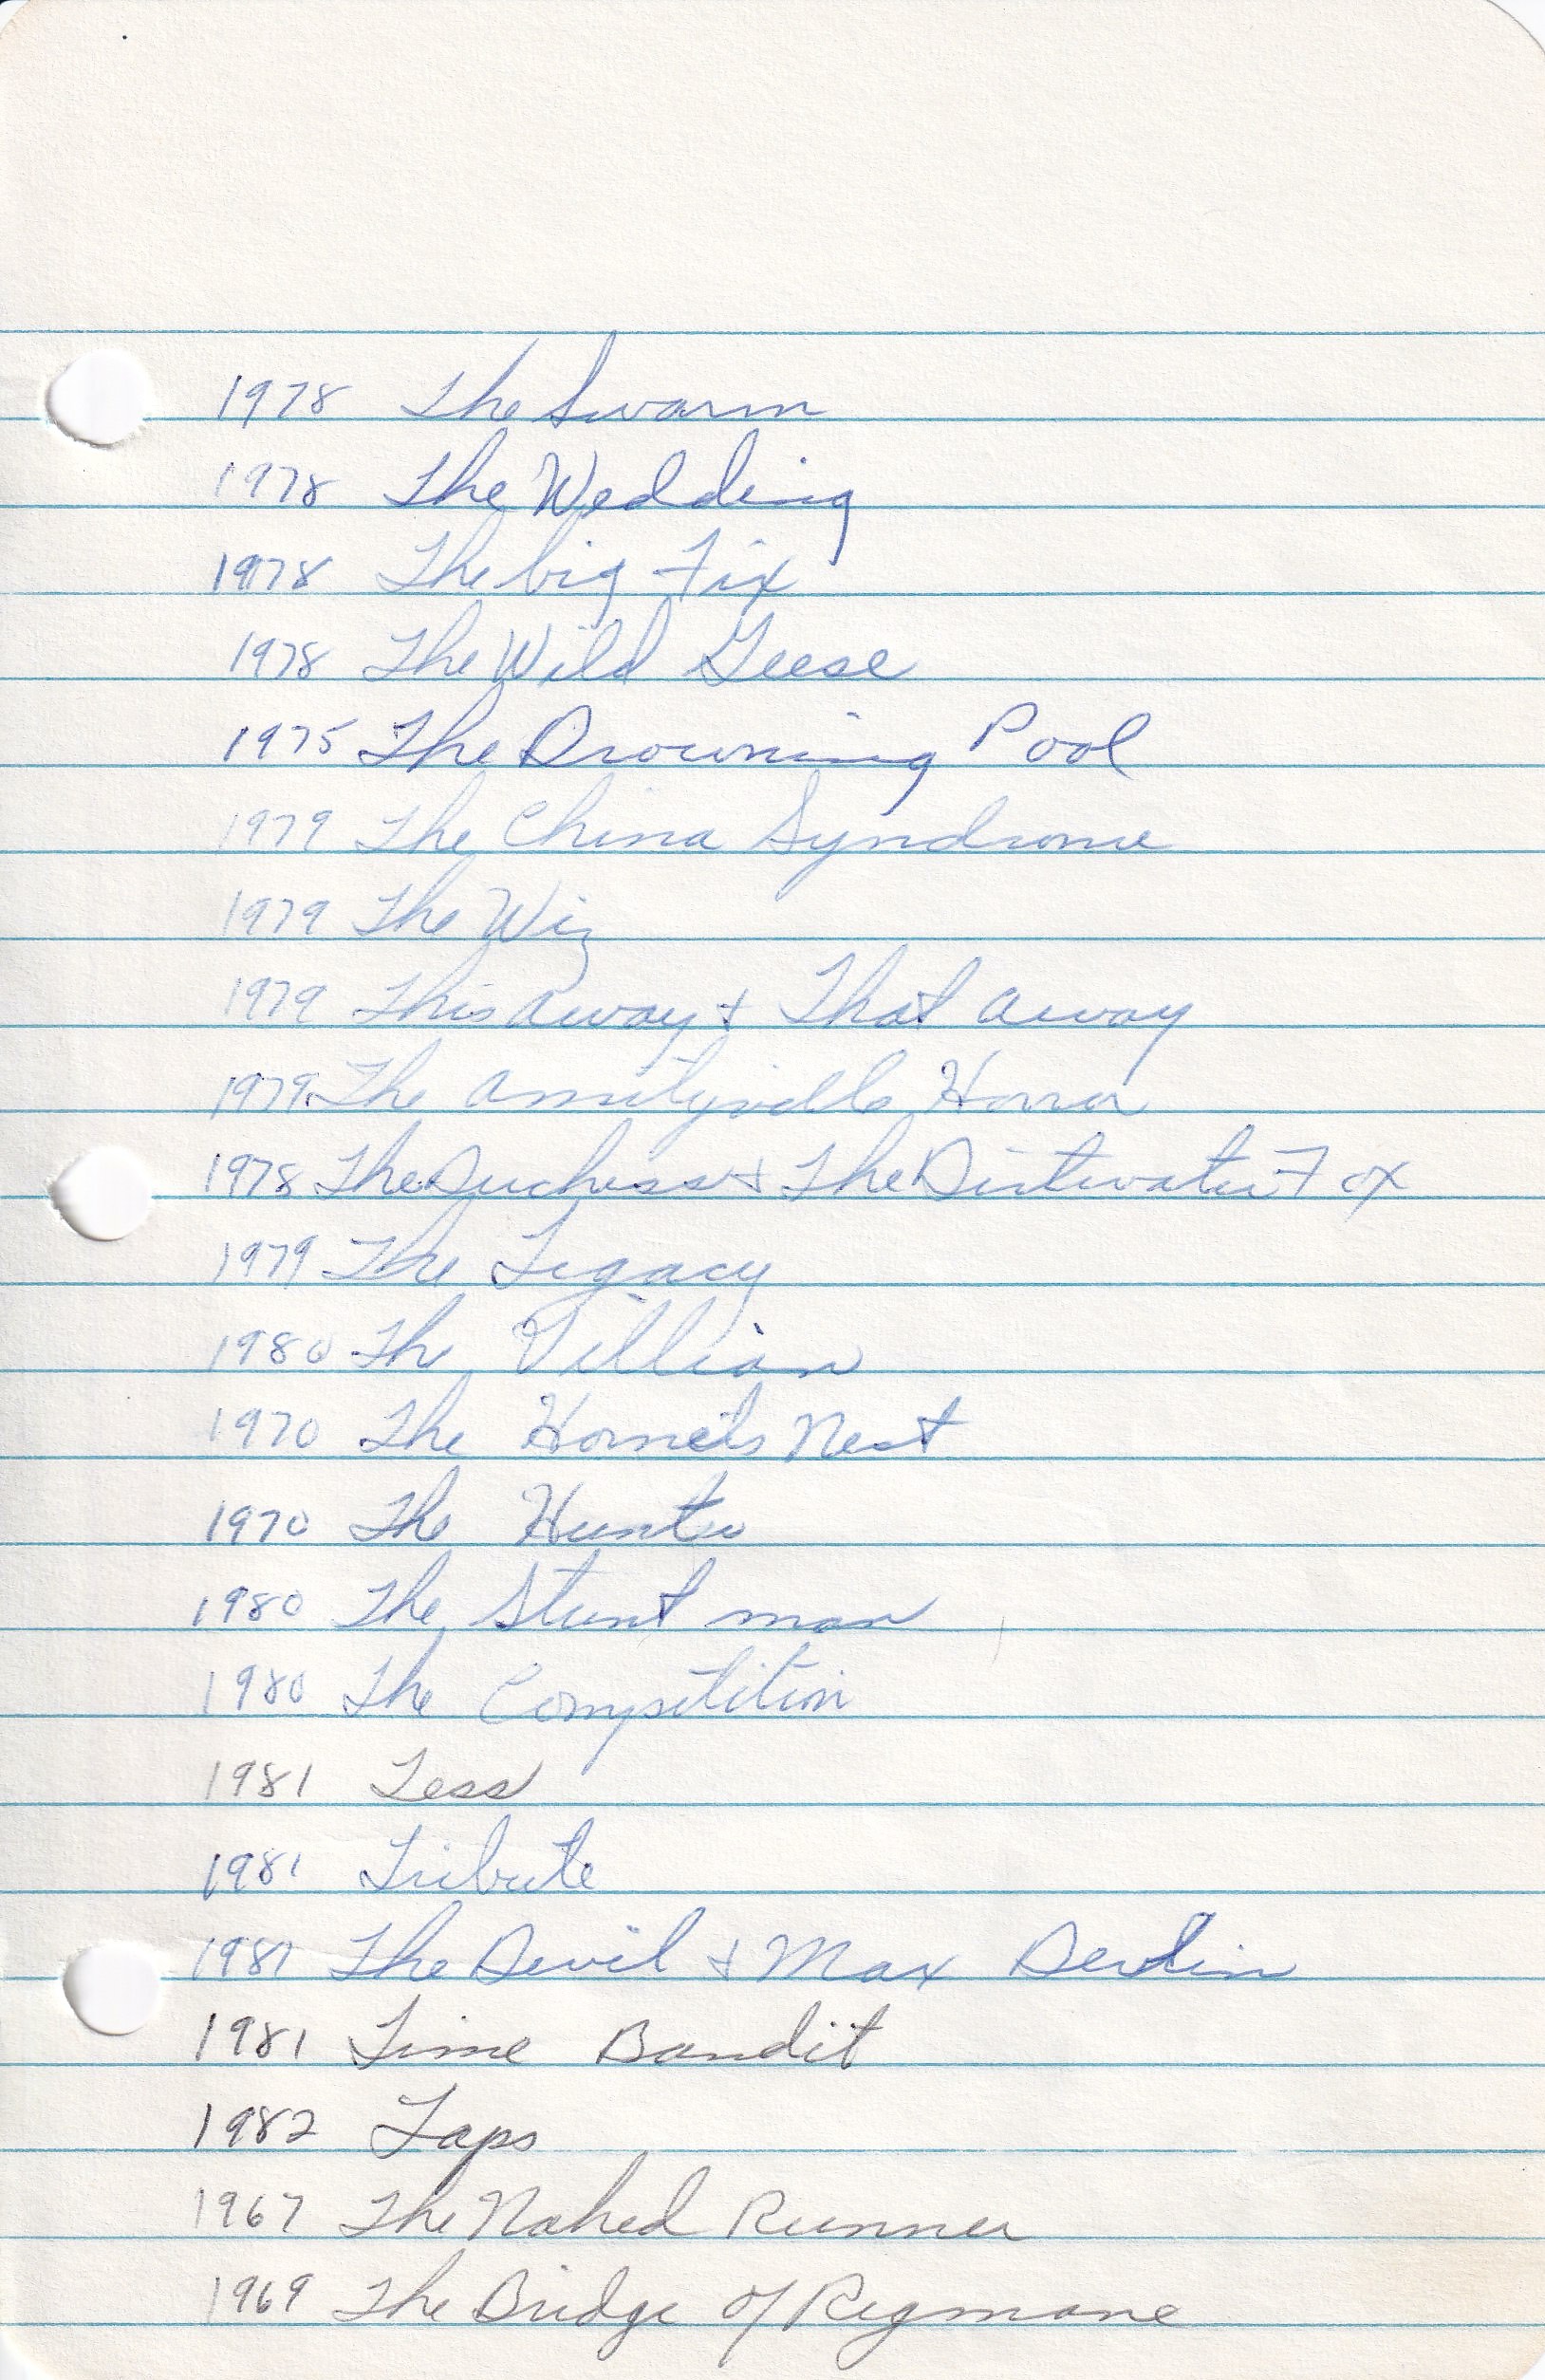 1978 The Swarm
1978 The Wedding
1978 The big Fix
1978 The Wild Geese
1975 The Drowning Pool
1979 The China Syndrome
1979 The Wiz
1979 This Away & That away
1979 The Amityville Horror
1978 The Duchess & The Dirtwater Fox
1979 The Legacy
1980 The Villian
1970 The Hornets Nest
1970 The Hunter
1980 The Stunt man
1980 The Competition
1981 Tess
1981 Tribute
1981 The Devil & Max Devlin
1981 Time Bandit
1982 Taps
1967 The Naked Runner
1969 The Bridge of Regmane